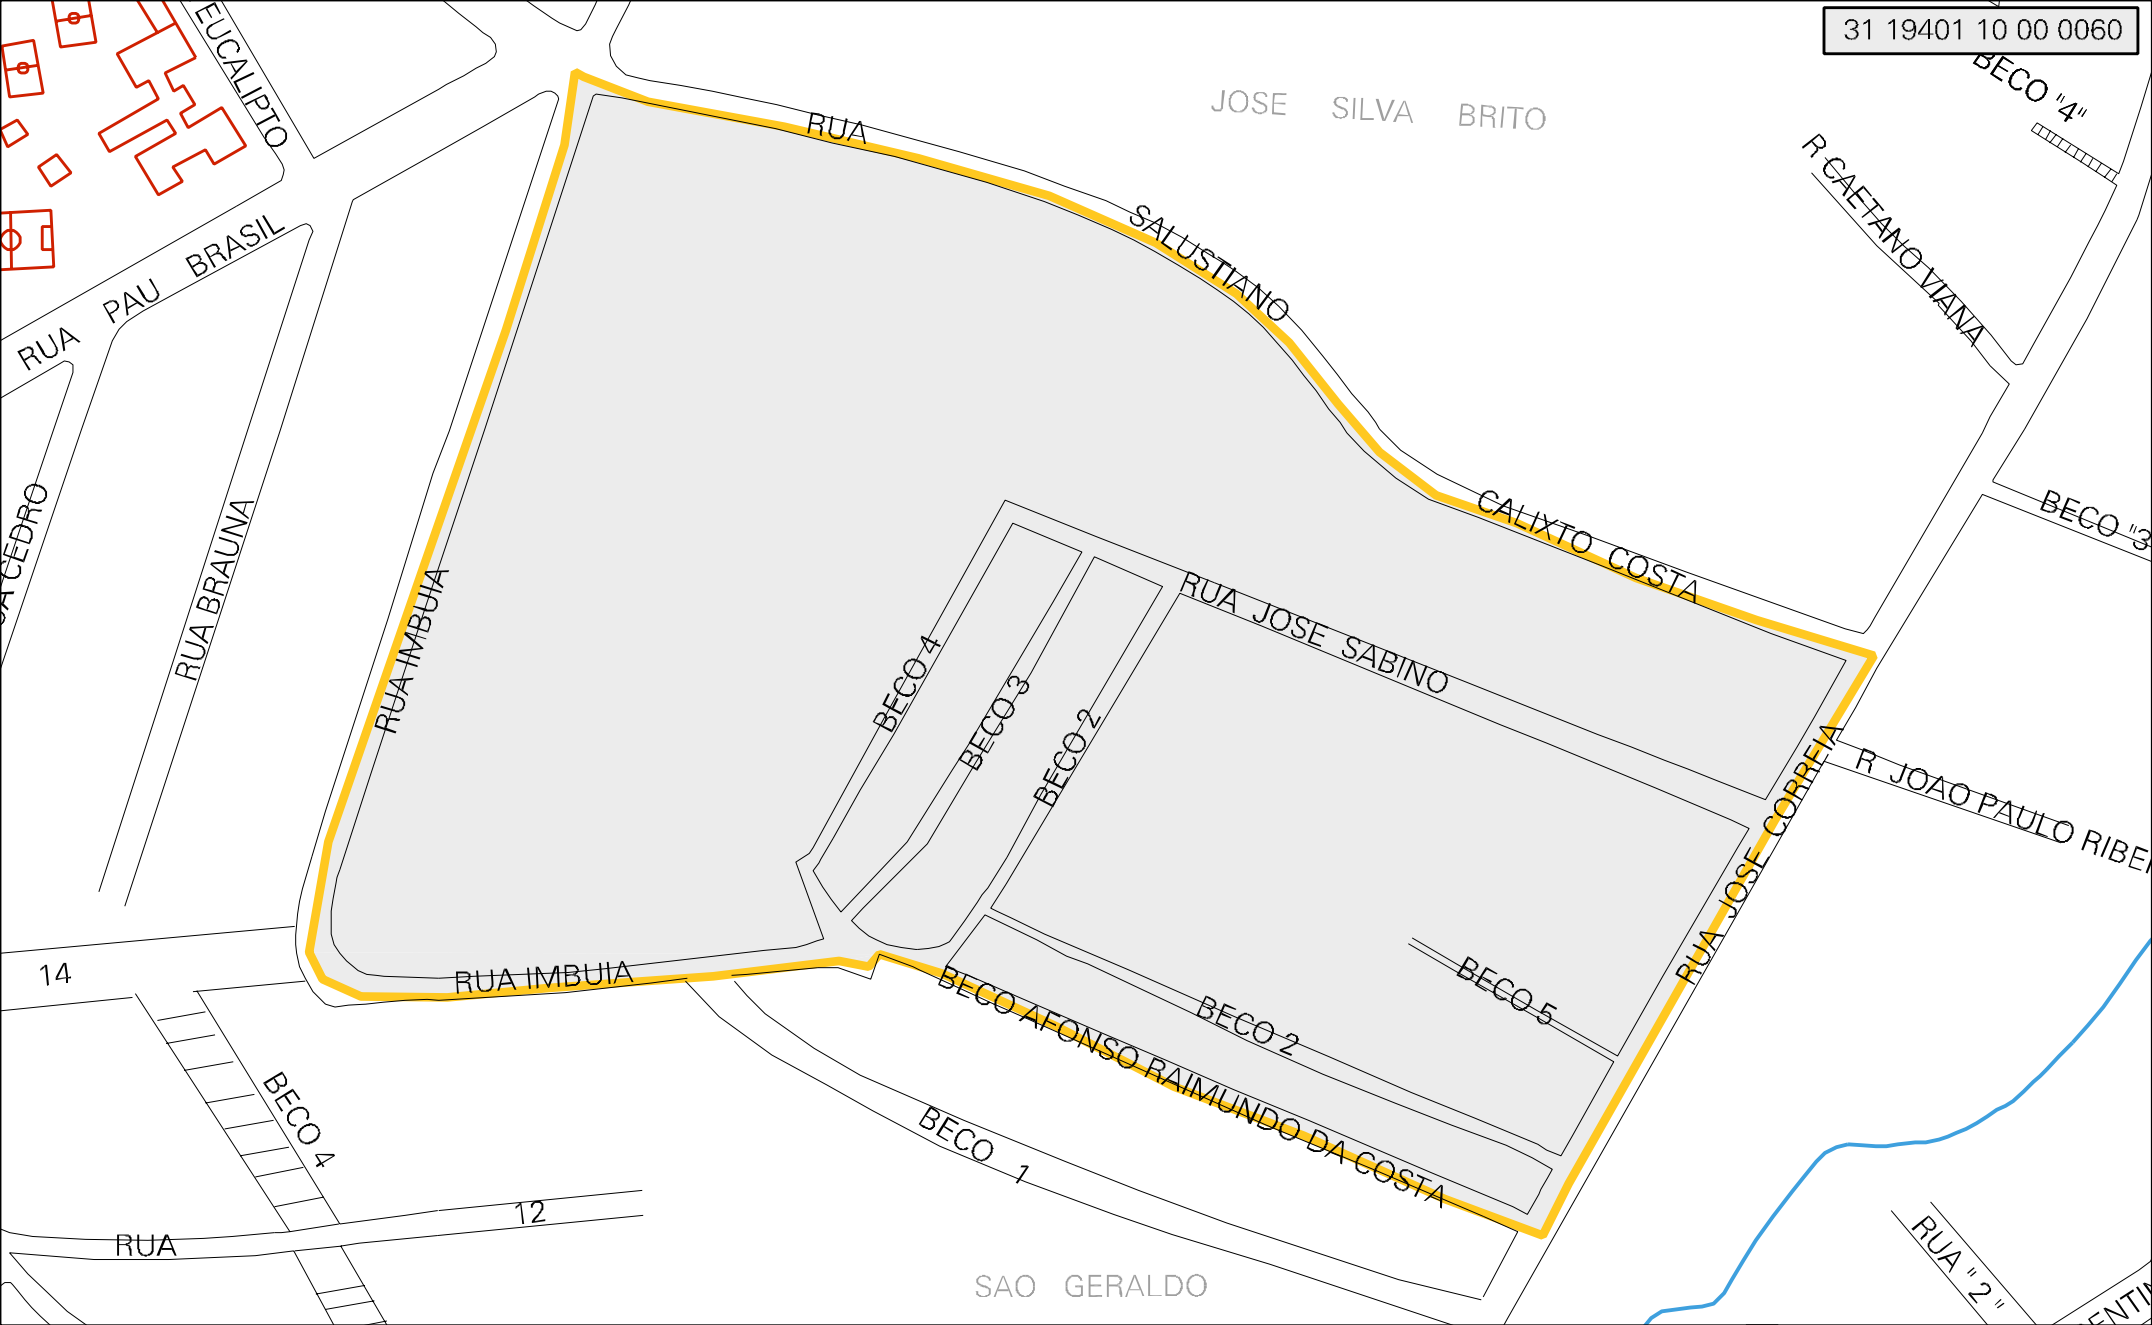 31 19401 10 00 0060
EUCALIPTO
BECO "4"
JOSE SILVA BRITO
RUA SALUSTIANO CALIXTO COSTA
R CAETANO VIANA
RUA PAU BRASIL
CEDRO
RUA BRAUNA
RUA IMBUIA
BECO "3
RUA JOSE SABINO
BECO 4
BECO 3
BECO 2
RUA JOSE CORREIA
R JOAO PAULO RIBEI
14
RUA IMBUIA
BECO 5
BECO AFONSO RAIMUNDO DA COSTA
BECO 2
BECO 4
BECO 1
RUA 12
SAO GERALDO
RUA "2"